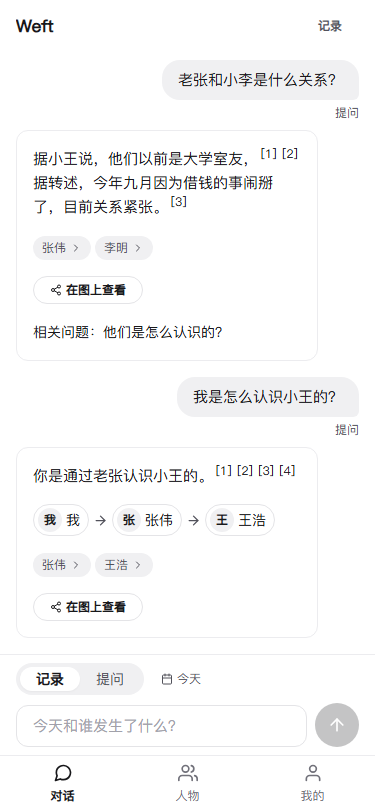 Weft
记录
老张和小李是什么关系？
提问
据小王说，他们以前是大学室友，[1] [2]
据转述，今年九月因为借钱的事闹掰
了，目前关系紧张。[3]
张伟 >
李明 >
在图上查看
相关问题：他们是怎么认识的？
我是怎么认识小王的？
提问
你是通过老张认识小王的。[1] [2] [3] [4]
我 我 → 张 张伟 → 王 王浩
张伟 >
王浩 >
在图上查看
记录
提问
今天
今天和谁发生了什么？
对话
人物
我的